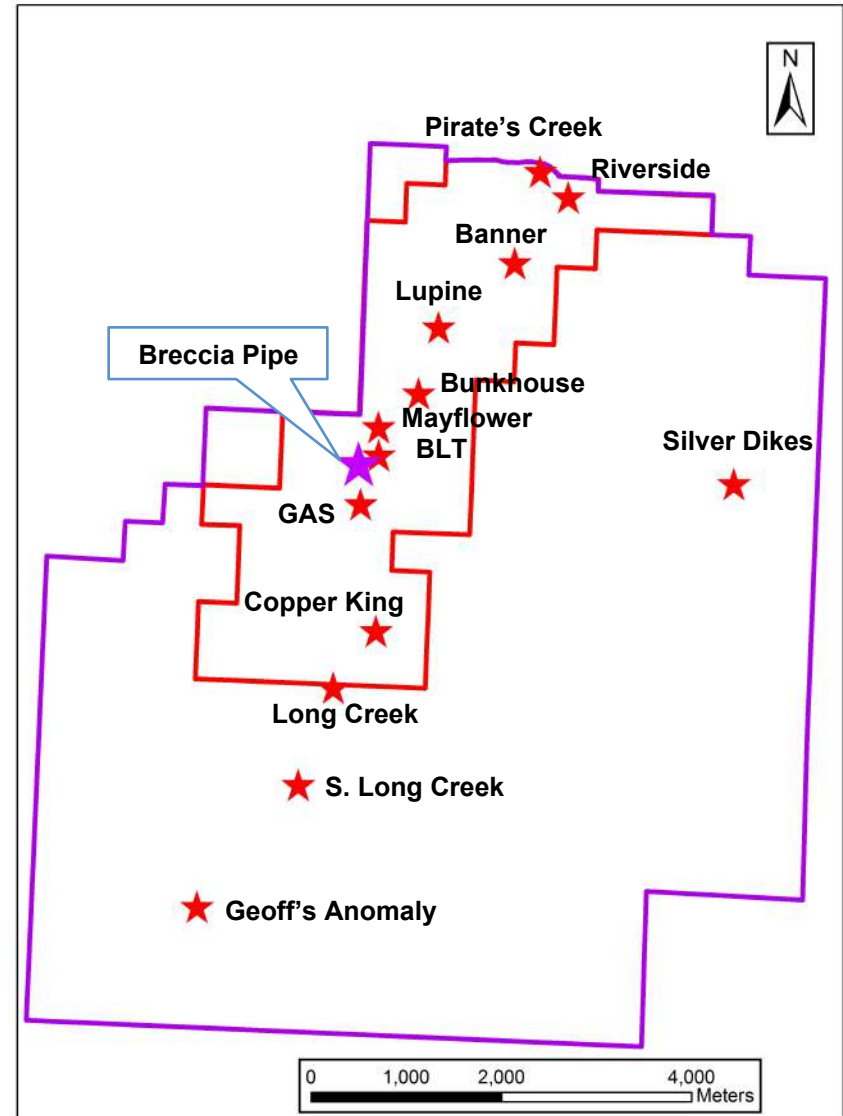 N
Pirate's Creek
Riverside
Banner
Lupine
Breccia Pipe
Bunkhouse
Mayflower
BLT
Silver Dikes
GAS
Copper King
Long Creek
S. Long Creek
Geoff's Anomaly
0 1,000 2,000 4,000
Meters